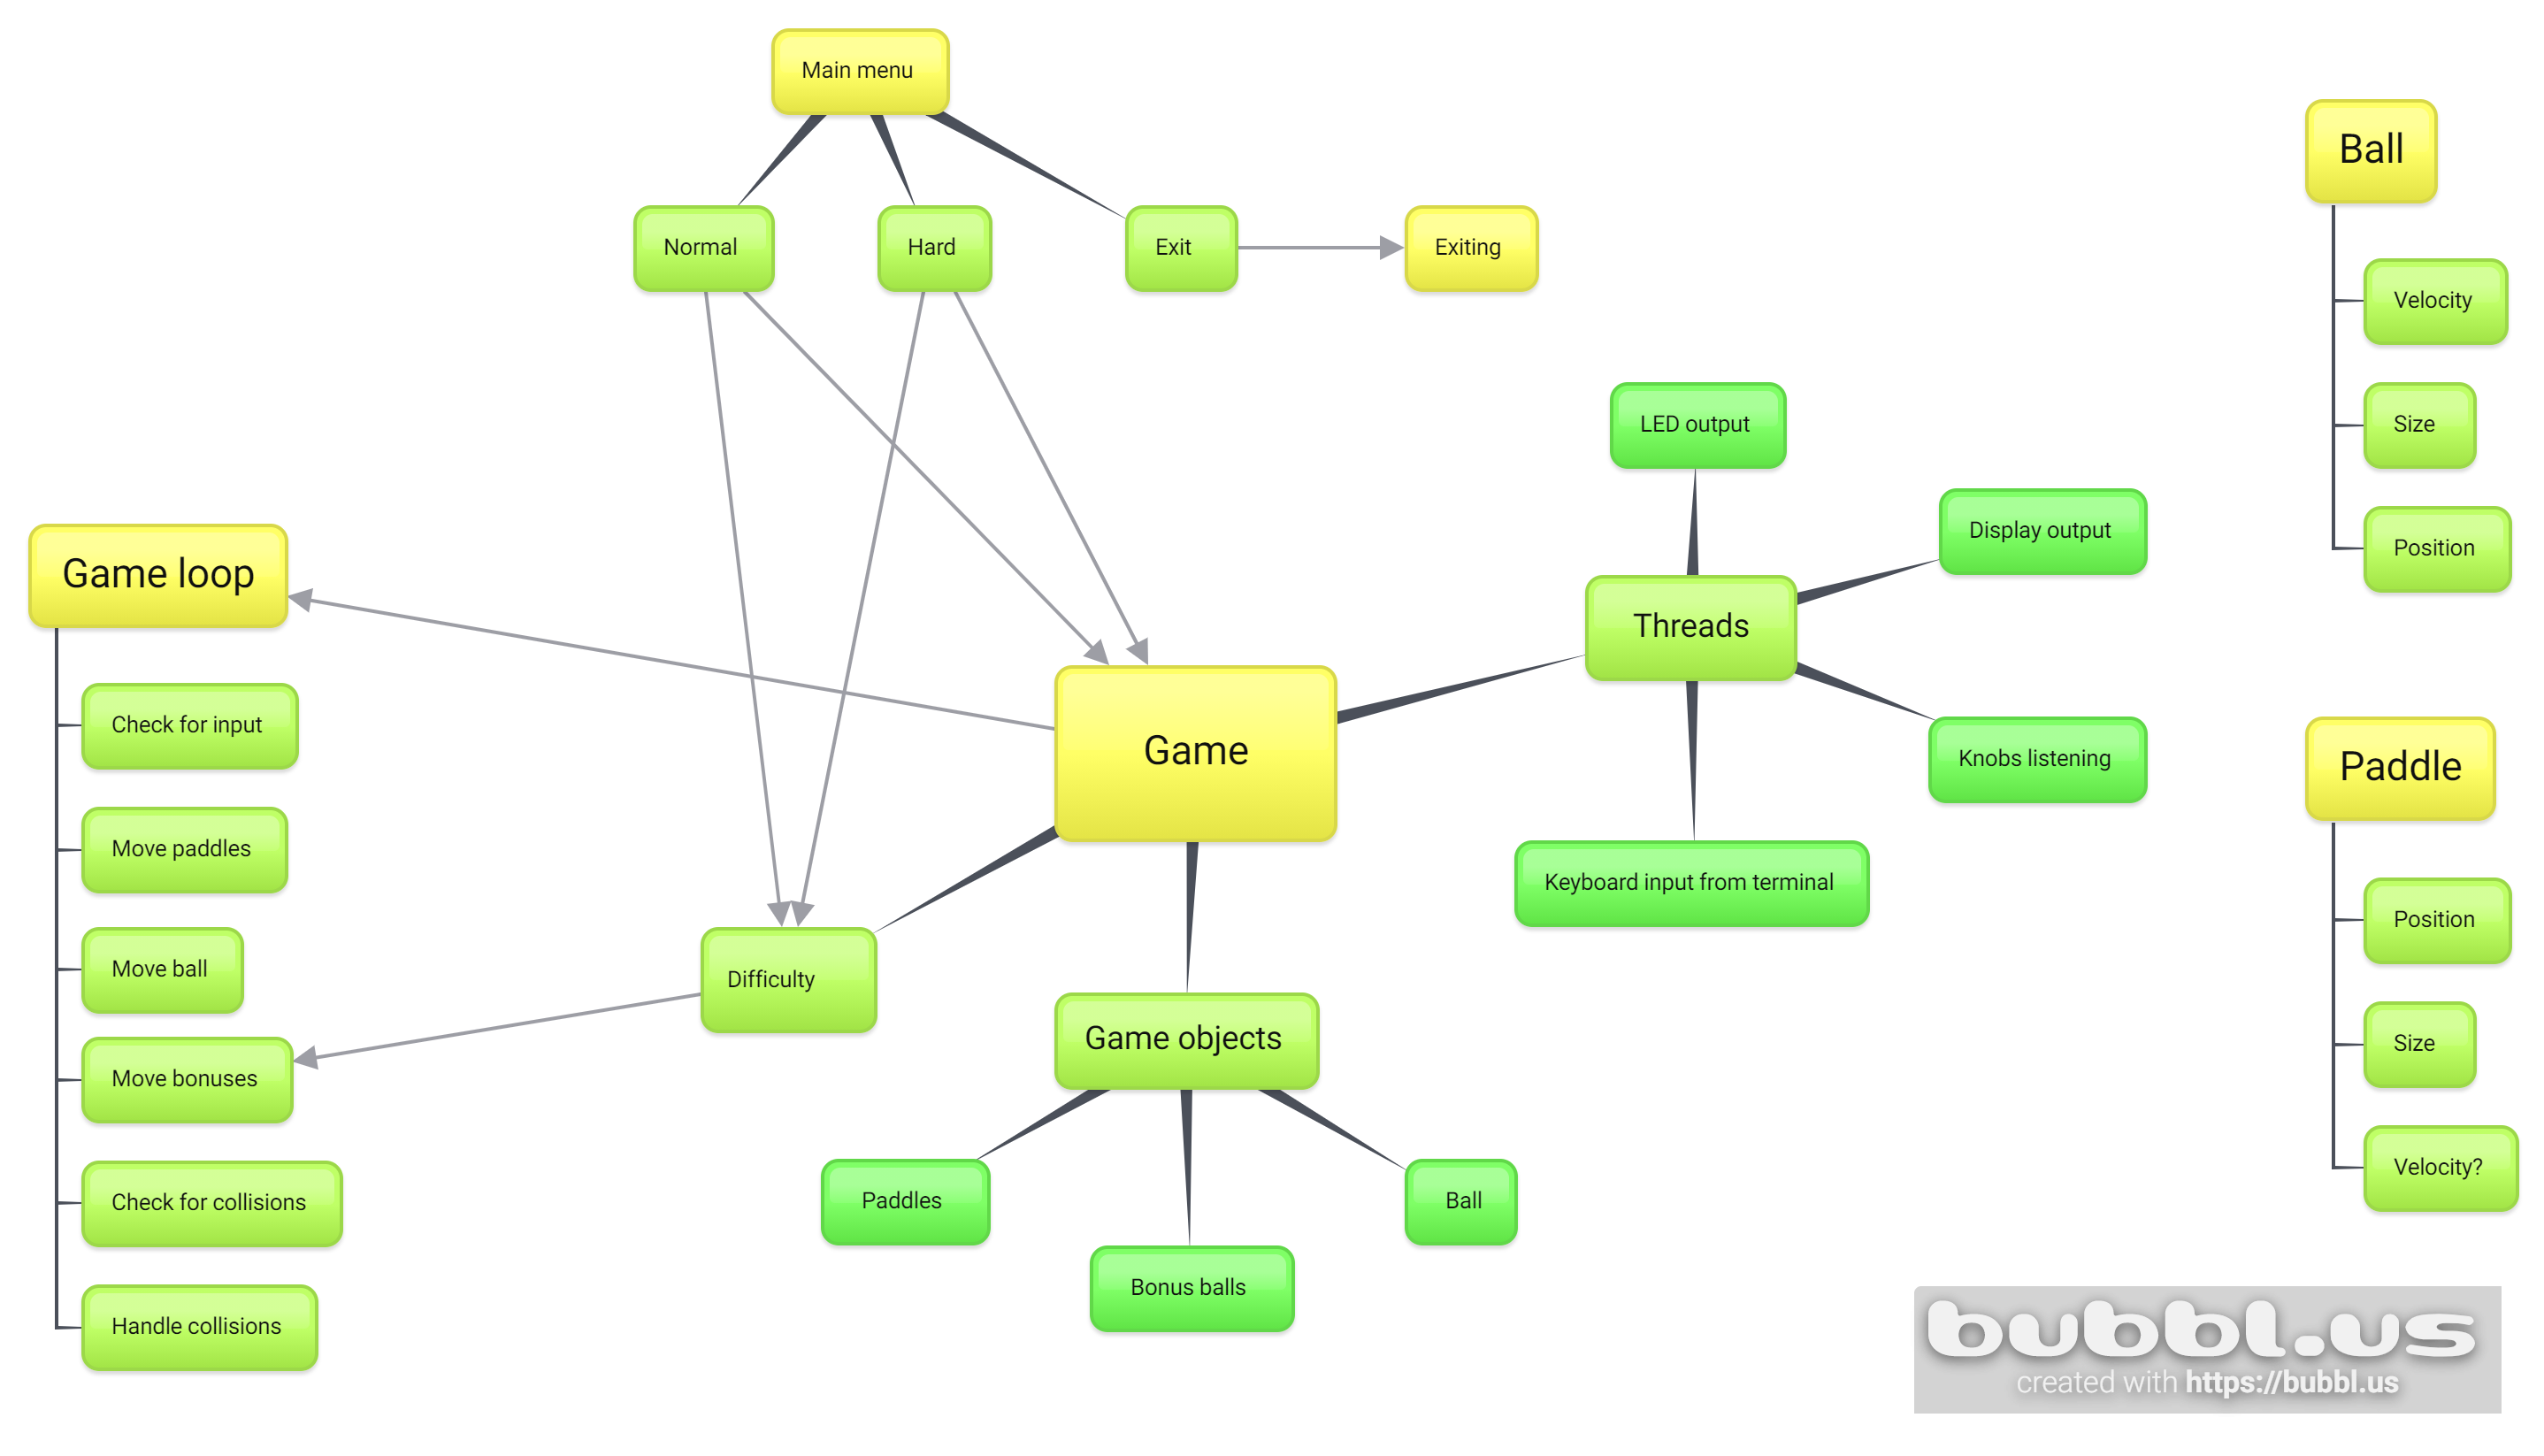 Main menu
Normal
Hard
Exit
Exiting
Game loop
Check for input
Move paddles
Move ball
Move bonuses
Check for collisions
Handle collisions
Game
Difficulty
Game objects
Paddles
Bonus balls
Ball
Threads
LED output
Display output
Knobs listening
Keyboard input from terminal
Ball
Velocity
Size
Position
Paddle
Position
Size
Velocity?
bubbl.us
created with https://bubbl.us